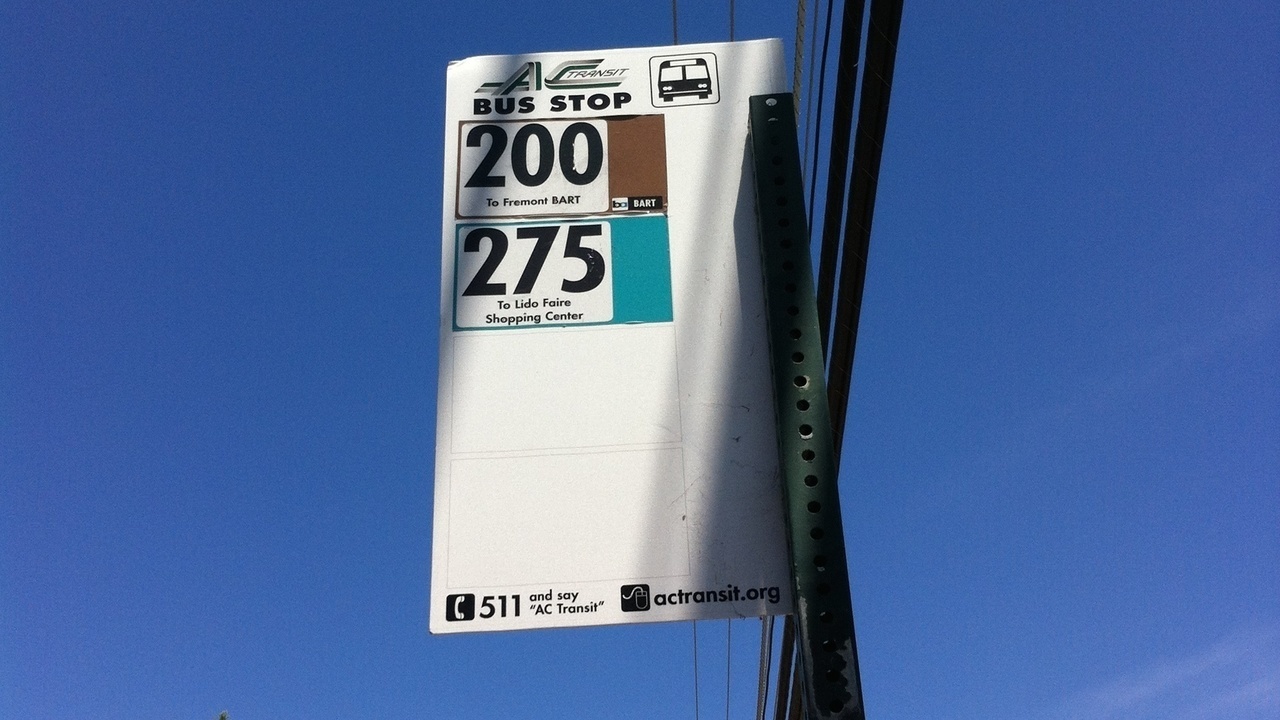 AC TRANSIT
BUS STOP
200
To Fremont BART
ba BART
275
To Lido Faire
Shopping Center
511 and say
"AC Transit"
actransit.org